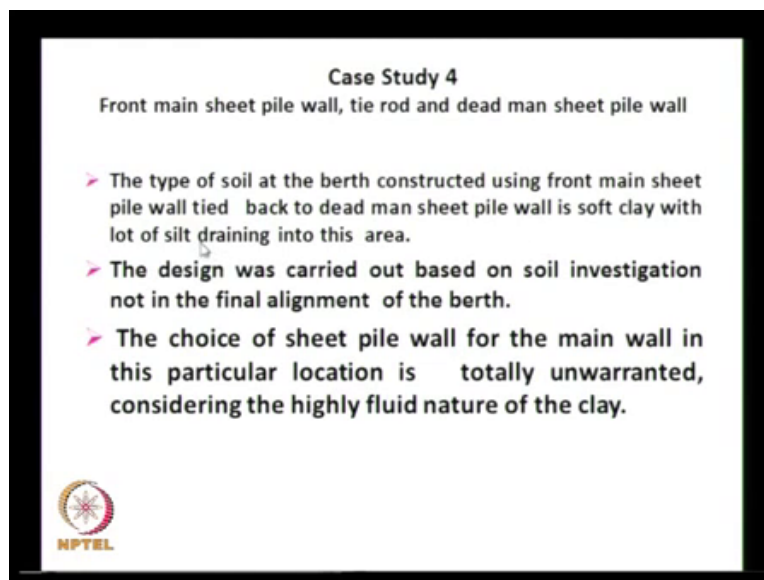 Case Study 4
Front main sheet pile wall, tie rod and dead man sheet pile wall
The type of soil at the berth constructed using front main sheet
pile wall tied back to dead man sheet pile wall is soft clay with
lot of silt draining into this area.
The design was carried out based on soil investigation
not in the final alignment of the berth.
The choice of sheet pile wall for the main wall in
this particular location is totally unwarranted,
considering the highly fluid nature of the clay.
NPTEL